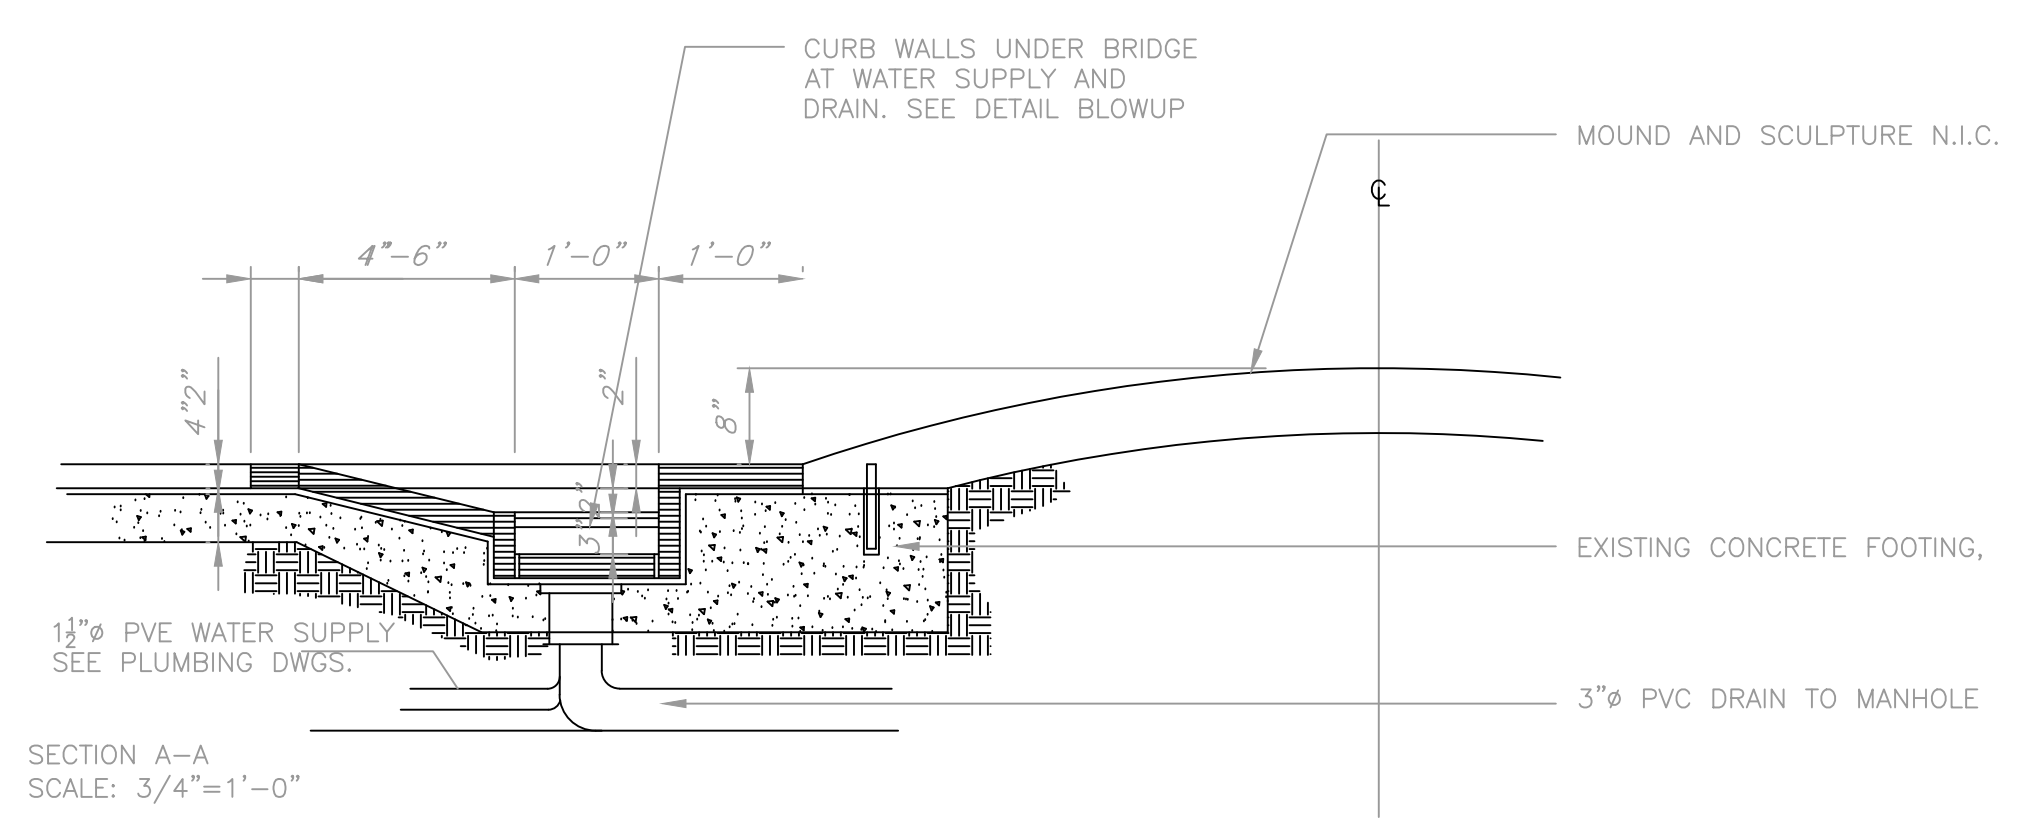 CURB WALLS UNDER BRIDGE
AT WATER SUPPLY AND
DRAIN. SEE DETAIL BLOWUP
MOUND AND SCULPTURE N.I.C.
℄
1'-0"
1'-0"
4"
2"
2"
8"
3"
2"
EXISTING CONCRETE FOOTING,
1½"ø PVE WATER SUPPLY
SEE PLUMBING DWGS.
3"ø PVC DRAIN TO MANHOLE
SECTION A-A
SCALE: 3/4"=1'-0"